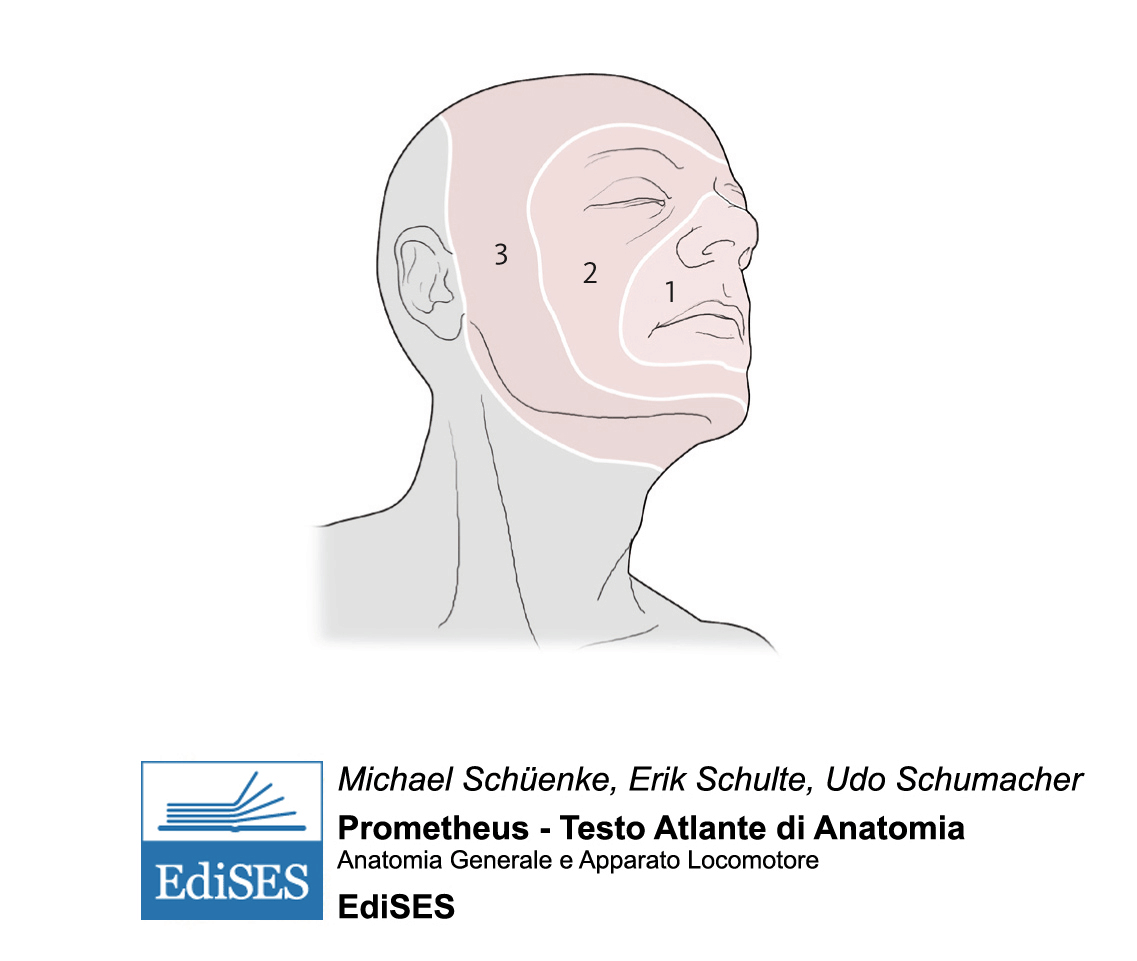 3
2
1
Michael Schüenke, Erik Schulte, Udo Schumacher
Prometheus - Testo Atlante di Anatomia
Anatomia Generale e Apparato Locomotore
EdiSES
EdiSES